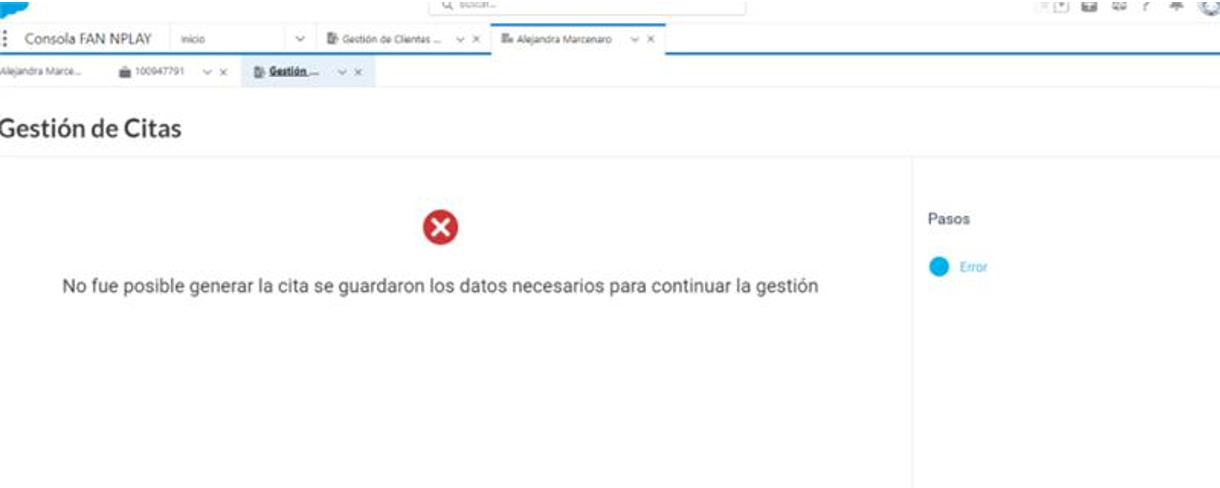 Buscar...
Consola FAN NPLAY Inicio Gestión de Clientes ... Alejandra Marcenaro
Alejandra Marce... 100947791 Gestión ...
Gestión de Citas
Pasos
Error
No fue posible generar la cita se guardaron los datos necesarios para continuar la gestión